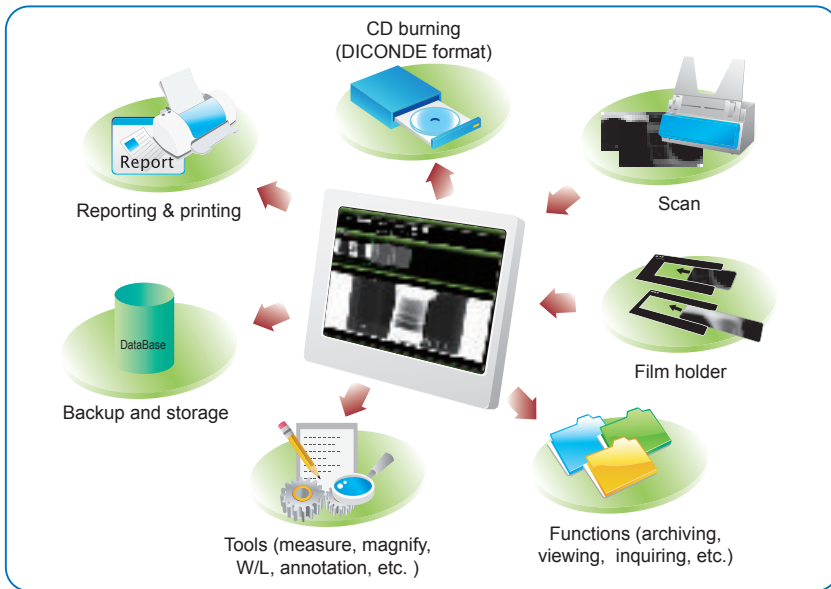 CD burning
(DICONDE format)
Report
Reporting & printing
Scan
DataBase
Backup and storage
Film holder
Tools (measure, magnify,
W/L, annotation, etc. )
Functions (archiving,
viewing, inquiring, etc.)